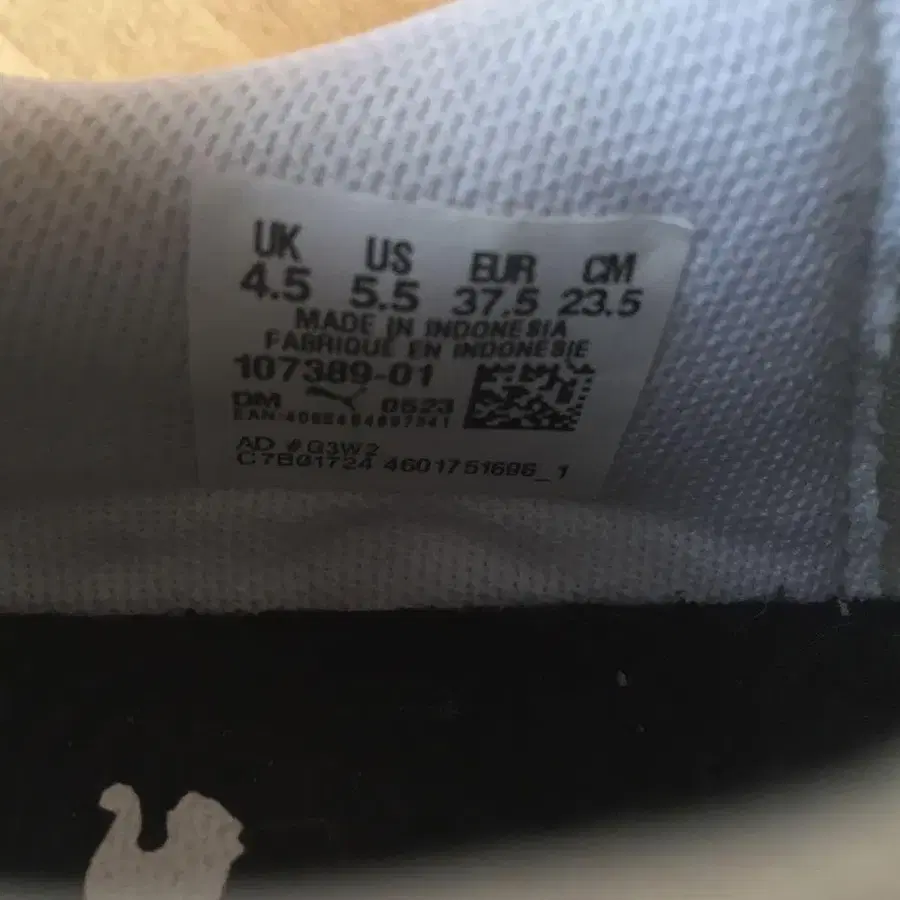 UK US EUR CM
4.5 5.5 37.5 23.5
MADE IN INDONESIA
FABRIQUE EN INDONESIE
107389-01
DM 0523
EAN:
AD #G3W2
4601751696_1